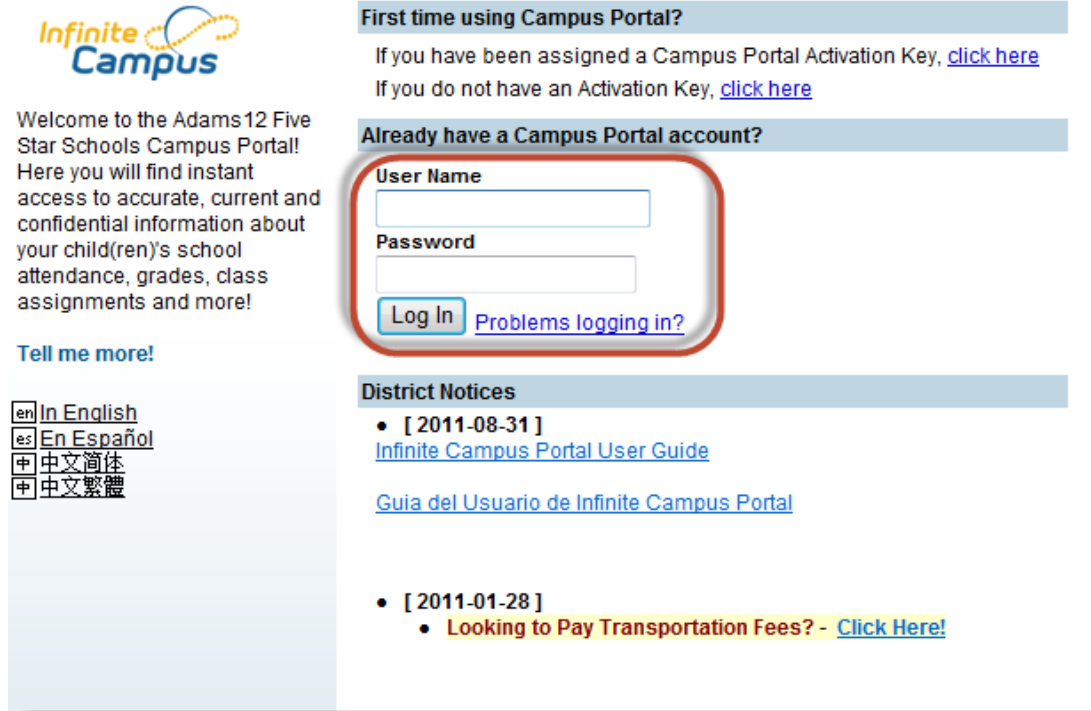 Infinite
Campus
Welcome to the Adams12 Five
Star Schools Campus Portal!
Here you will find instant
access to accurate, current and
confidential information about
your child(ren)'s school
attendance, grades, class
assignments and more!
Tell me more!
en In English
es En Español
中 中文简体
中 中文繁體
First time using Campus Portal?
If you have been assigned a Campus Portal Activation Key, click here
If you do not have an Activation Key, click here
Already have a Campus Portal account?
User Name
Password
Log In Problems logging in?
District Notices
• [ 2011-08-31 ]
Infinite Campus Portal User Guide
Guia del Usuario de Infinite Campus Portal
• [ 2011-01-28 ]
• Looking to Pay Transportation Fees? - Click Here!